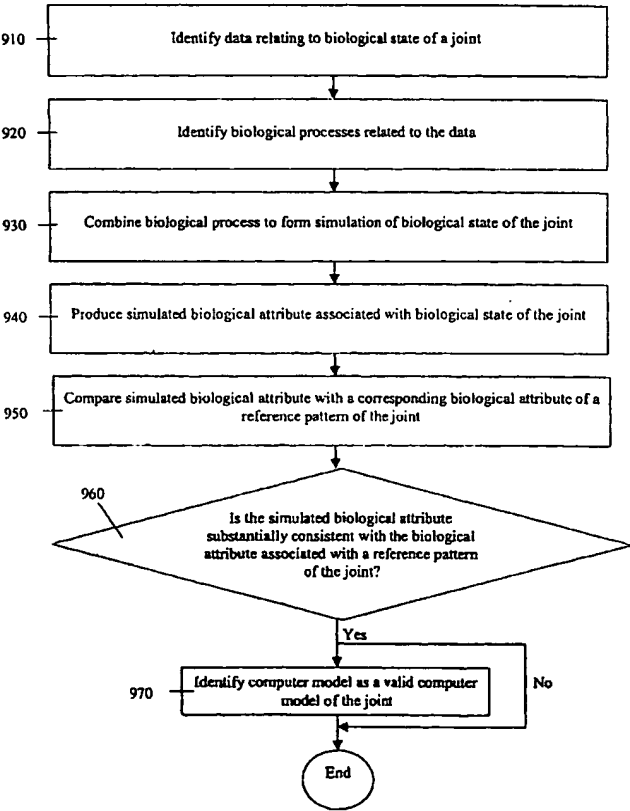 910
Identify data relating to biological state of a joint
920
Identify biological processes related to the data
930
Combine biological process to form simulation of biological state of the joint
940
Produce simulated biological attribute associated with biological state of the joint
950
Compare simulated biological attribute with a corresponding biological attribute of a
reference pattern of the joint
960
Is the simulated biological attribute
substantially consistent with the biological
attribute associated with a reference pattern
of the joint?
Yes
No
970
Identify computer model as a valid computer
model of the joint
End